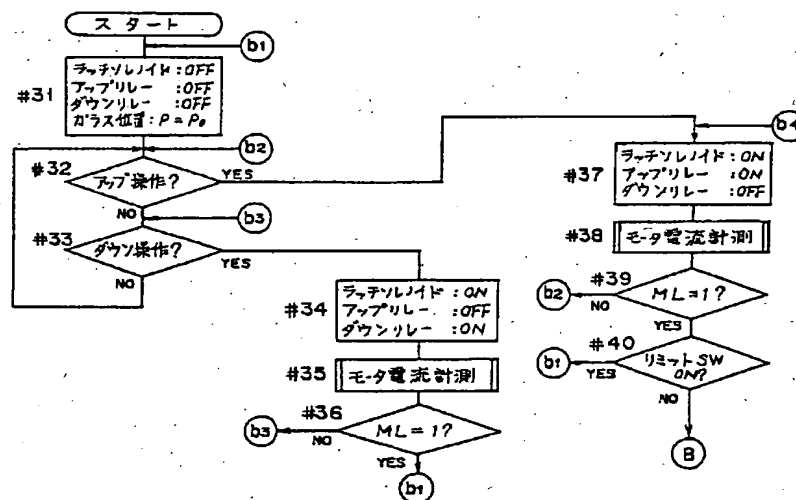 スタート
b1
#31
ラッチソレノイド:OFF
アップリレー :OFF
ダウンリレー :OFF
ガラス位置:P=P₀
b2
#32
アップ操作?
YES
NO
b3
#33
ダウン操作?
YES
NO
#34
ラッチソレノイド:ON
アップリレー :OFF
ダウンリレー :ON
#35
モータ電流計測
#36
ML=1?
b3
NO
YES
b1
b4
#37
ラッチソレノイド:ON
アップリレー :ON
ダウンリレー :OFF
#38
モータ電流計測
#39
ML=1?
b2
NO
YES
#40
リミットSW
ON?
b1
YES
NO
B